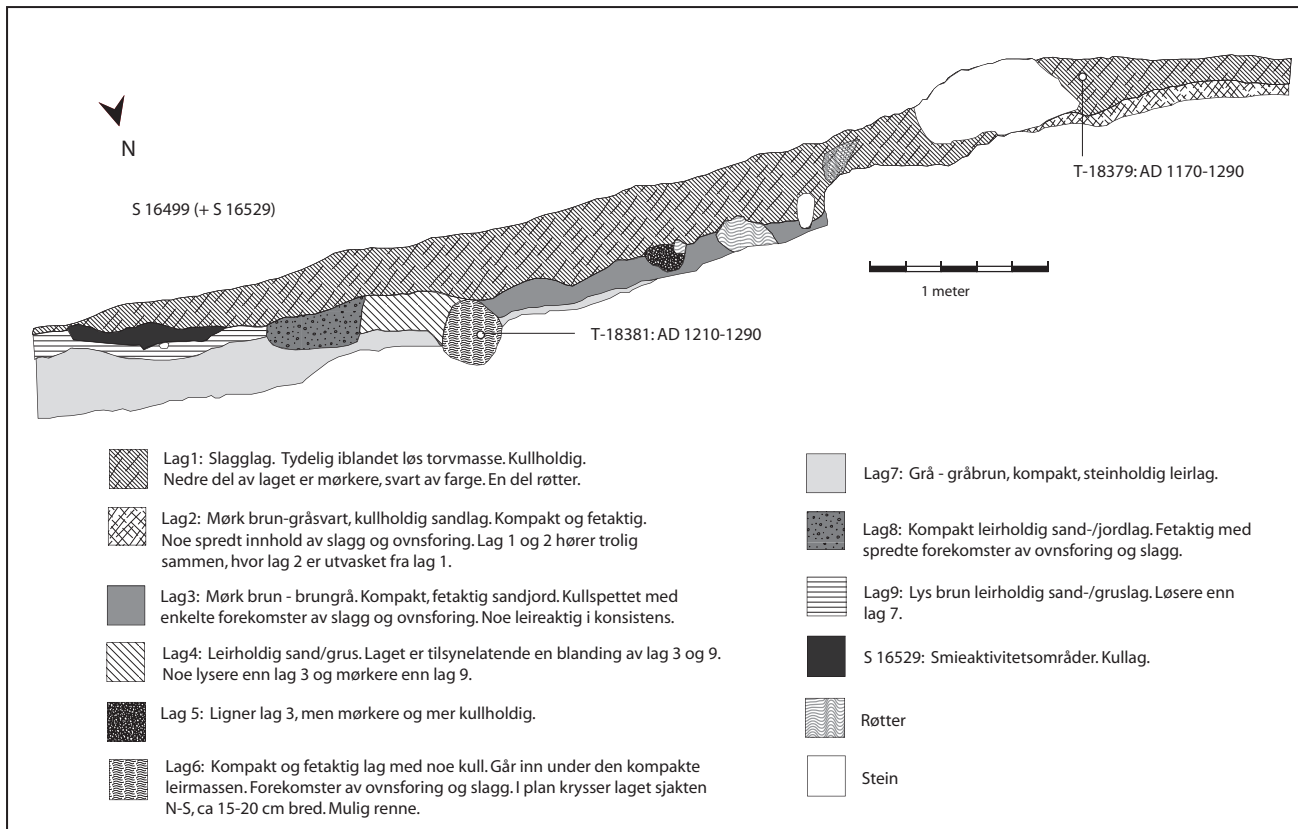 N
S 16499 (+ S 16529)
T-18379: AD 1170-1290
1 meter
T-18381: AD 1210-1290
Lag1: Slagglag. Tydelig iblandet løs torvmasse. Kullholdig.
Nedre del av laget er mørkere, svart av farge. En del røtter.
Lag2: Mørk brun-gråsvart, kullholdig sandlag. Kompakt og fetaktig.
Noe spredt innhold av slagg og ovnsforing. Lag 1 og 2 hører trolig
sammen, hvor lag 2 er utvasket fra lag 1.
Lag3: Mørk brun - brungrå. Kompakt, fetaktig sandjord. Kullspettet med
enkelte forekomster av slagg og ovnsforing. Noe leireaktig i konsistens.
Lag4: Leirholdig sand/grus. Laget er tilsynelatende en blanding av lag 3 og 9.
Noe lysere enn lag 3 og mørkere enn lag 9.
Lag 5: Ligner lag 3, men mørkere og mer kullholdig.
Lag6: Kompakt og fetaktig lag med noe kull. Går inn under den kompakte
leirmassen. Forekomster av ovnsforing og slagg. I plan krysser laget sjakten
N-S, ca 15-20 cm bred. Mulig renne.
Lag7: Grå - gråbrun, kompakt, steinholdig leirlag.
Lag8: Kompakt leirholdig sand-/jordlag. Fetaktig med
spredte forekomster av ovnsforing og slagg.
Lag9: Lys brun leirholdig sand-/gruslag. Løsere enn
lag 7.
S 16529: Smieaktivitetsområder. Kullag.
Røtter
Stein